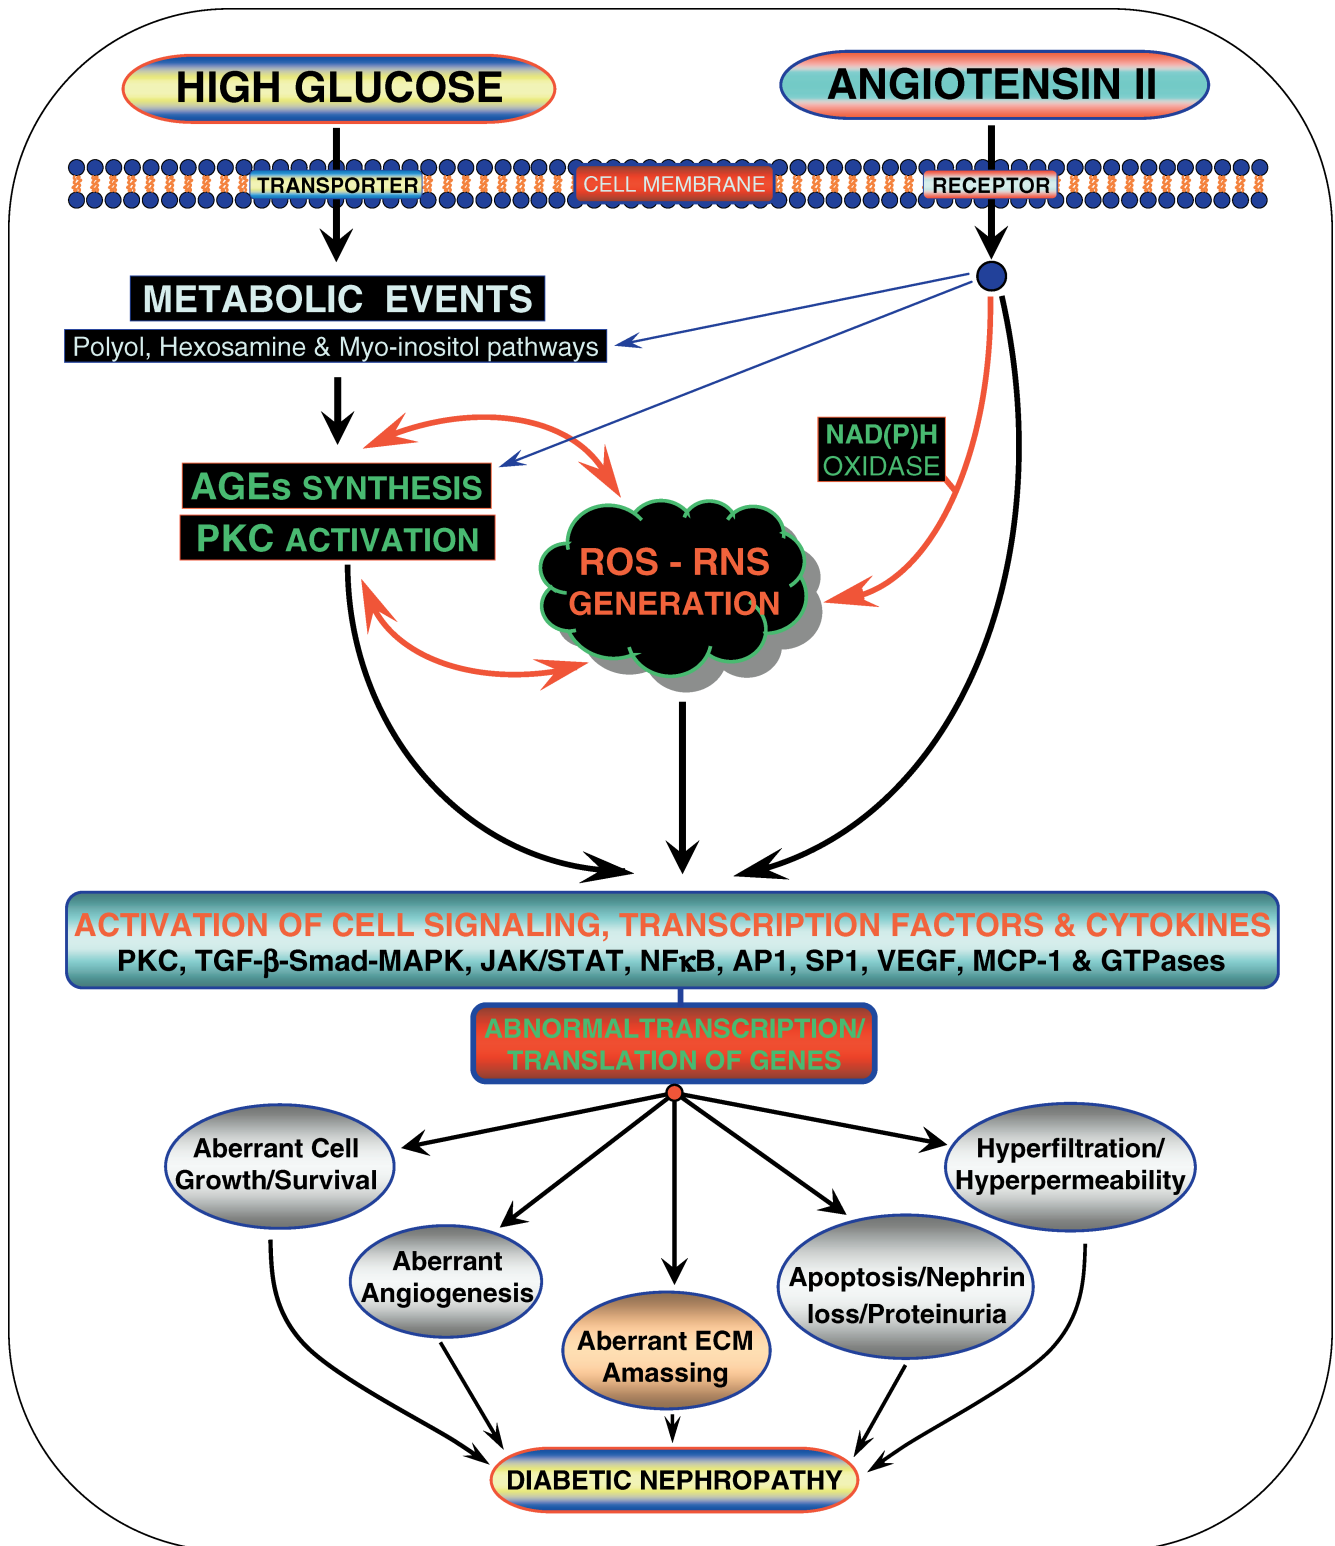 HIGH GLUCOSE
ANGIOTENSIN II
TRANSPORTER
CELL MEMBRANE
RECEPTOR
METABOLIC EVENTS
Polyol, Hexosamine & Myo-inositol pathways
NAD(P)H
OXIDASE
AGEs SYNTHESIS
PKC ACTIVATION
ROS - RNS
GENERATION
ACTIVATION OF CELL SIGNALING, TRANSCRIPTION FACTORS & CYTOKINES
PKC, TGF-β-Smad-MAPK, JAK/STAT, NFκB, AP1, SP1, VEGF, MCP-1 & GTPases
ABNORMALTRANSCRIPTION/
TRANSLATION OF GENES
Aberrant Cell
Growth/Survival
Hyperfiltration/
Hyperpermeability
Aberrant
Angiogenesis
Apoptosis/Nephrin
loss/Proteinuria
Aberrant ECM
Amassing
DIABETIC NEPHROPATHY